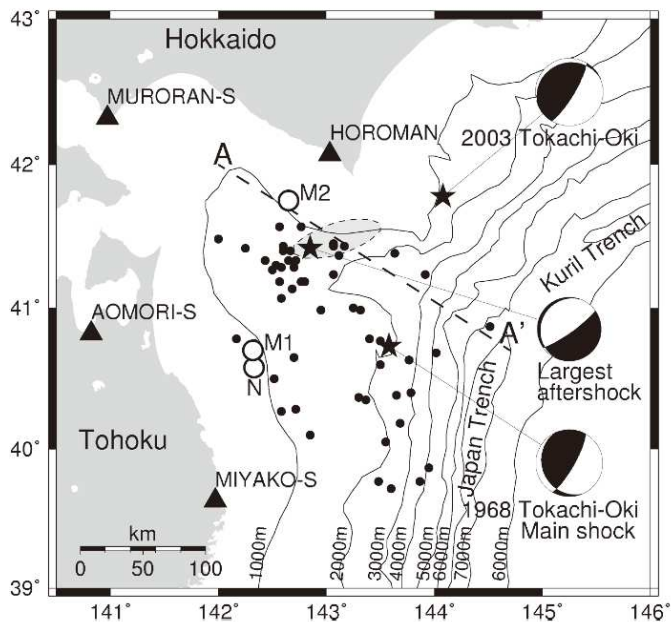 43°
Hokkaido
MURORAN-S
HOROMAN
2003 Tokachi-Oki
42°
A
M2
Kuril Trench
41°
AOMORI-S
M1
A'
N
Largest
aftershock
Japan Trench
40°
Tohoku
MIYAKO-S
1968 Tokachi-Oki
Main shock
km
0 50 100
1000m
2000m
3000m
4000m
5000m
6000m
7000m
6000m
39°
141° 142° 143° 144° 145° 146°